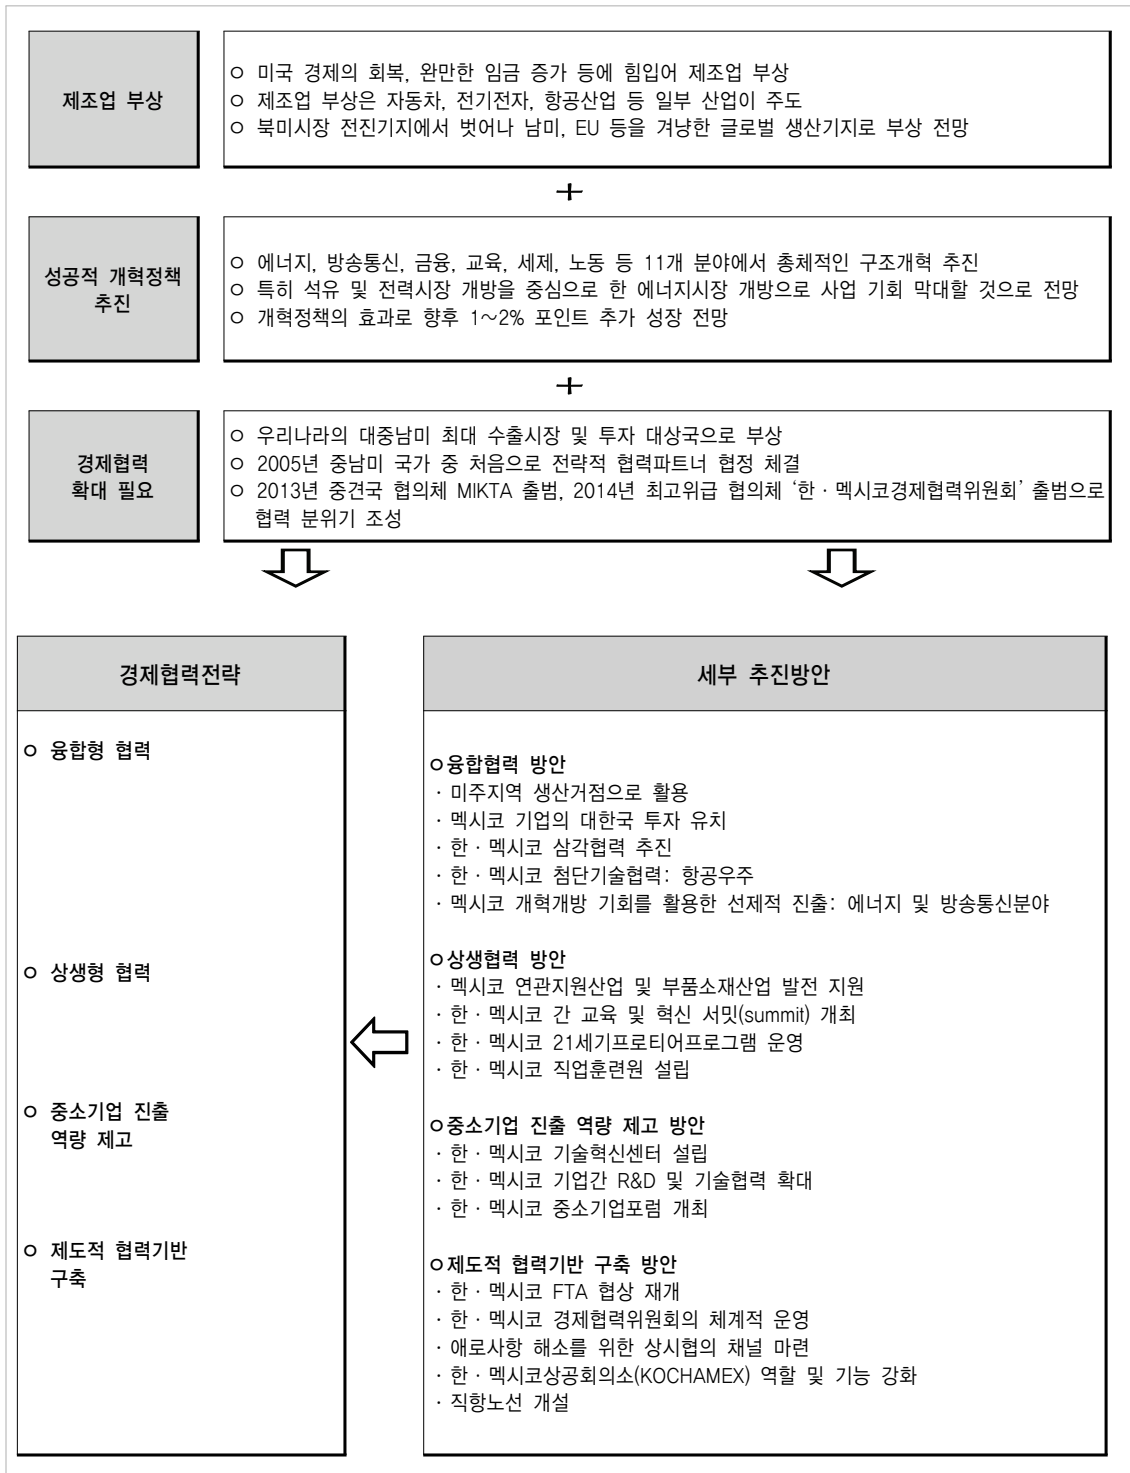 제조업 부상
ㅇ 미국 경제의 회복, 완만한 임금 증가 등에 힘입어 제조업 부상
ㅇ 제조업 부상은 자동차, 전기전자, 항공산업 등 일부 산업이 주도
ㅇ 북미시장 전진기지에서 벗어나 남미, EU 등을 겨냥한 글로벌 생산기지로 부상 전망
+
성공적 개혁정책
추진
ㅇ 에너지, 방송통신, 금융, 교육, 세제, 노동 등 11개 분야에서 총체적인 구조개혁 추진
ㅇ 특히 석유 및 전력시장 개방을 중심으로 한 에너지시장 개방으로 사업 기회 막대할 것으로 전망
ㅇ 개혁정책의 효과로 향후 1~2% 포인트 추가 성장 전망
+
경제협력
확대 필요
ㅇ 우리나라의 대중남미 최대 수출시장 및 투자 대상국으로 부상
ㅇ 2005년 중남미 국가 중 처음으로 전략적 협력파트너 협정 체결
ㅇ 2013년 중견국 협의체 MIKTA 출범, 2014년 최고위급 협의체 ‘한·멕시코경제협력위원회’ 출범으로
협력 분위기 조성
경제협력전략
ㅇ 융합형 협력
ㅇ 상생형 협력
ㅇ 중소기업 진출
역량 제고
ㅇ 제도적 협력기반
구축
세부 추진방안
ㅇ융합협력 방안
· 미주지역 생산거점으로 활용
· 멕시코 기업의 대한국 투자 유치
· 한·멕시코 삼각협력 추진
· 한·멕시코 첨단기술협력: 항공우주
· 멕시코 개혁개방 기회를 활용한 선제적 진출: 에너지 및 방송통신분야
ㅇ상생협력 방안
· 멕시코 연관지원산업 및 부품소재산업 발전 지원
· 한·멕시코 간 교육 및 혁신 서밋(summit) 개최
· 한·멕시코 21세기프로티어프로그램 운영
· 한·멕시코 직업훈련원 설립
ㅇ중소기업 진출 역량 제고 방안
· 한·멕시코 기술혁신센터 설립
· 한·멕시코 기업간 R&D 및 기술협력 확대
· 한·멕시코 중소기업포럼 개최
ㅇ제도적 협력기반 구축 방안
· 한·멕시코 FTA 협상 재개
· 한·멕시코 경제협력위원회의 체계적 운영
· 애로사항 해소를 위한 상시협의 채널 마련
· 한·멕시코상공회의소(KOCHAMEX) 역할 및 기능 강화
· 직항노선 개설